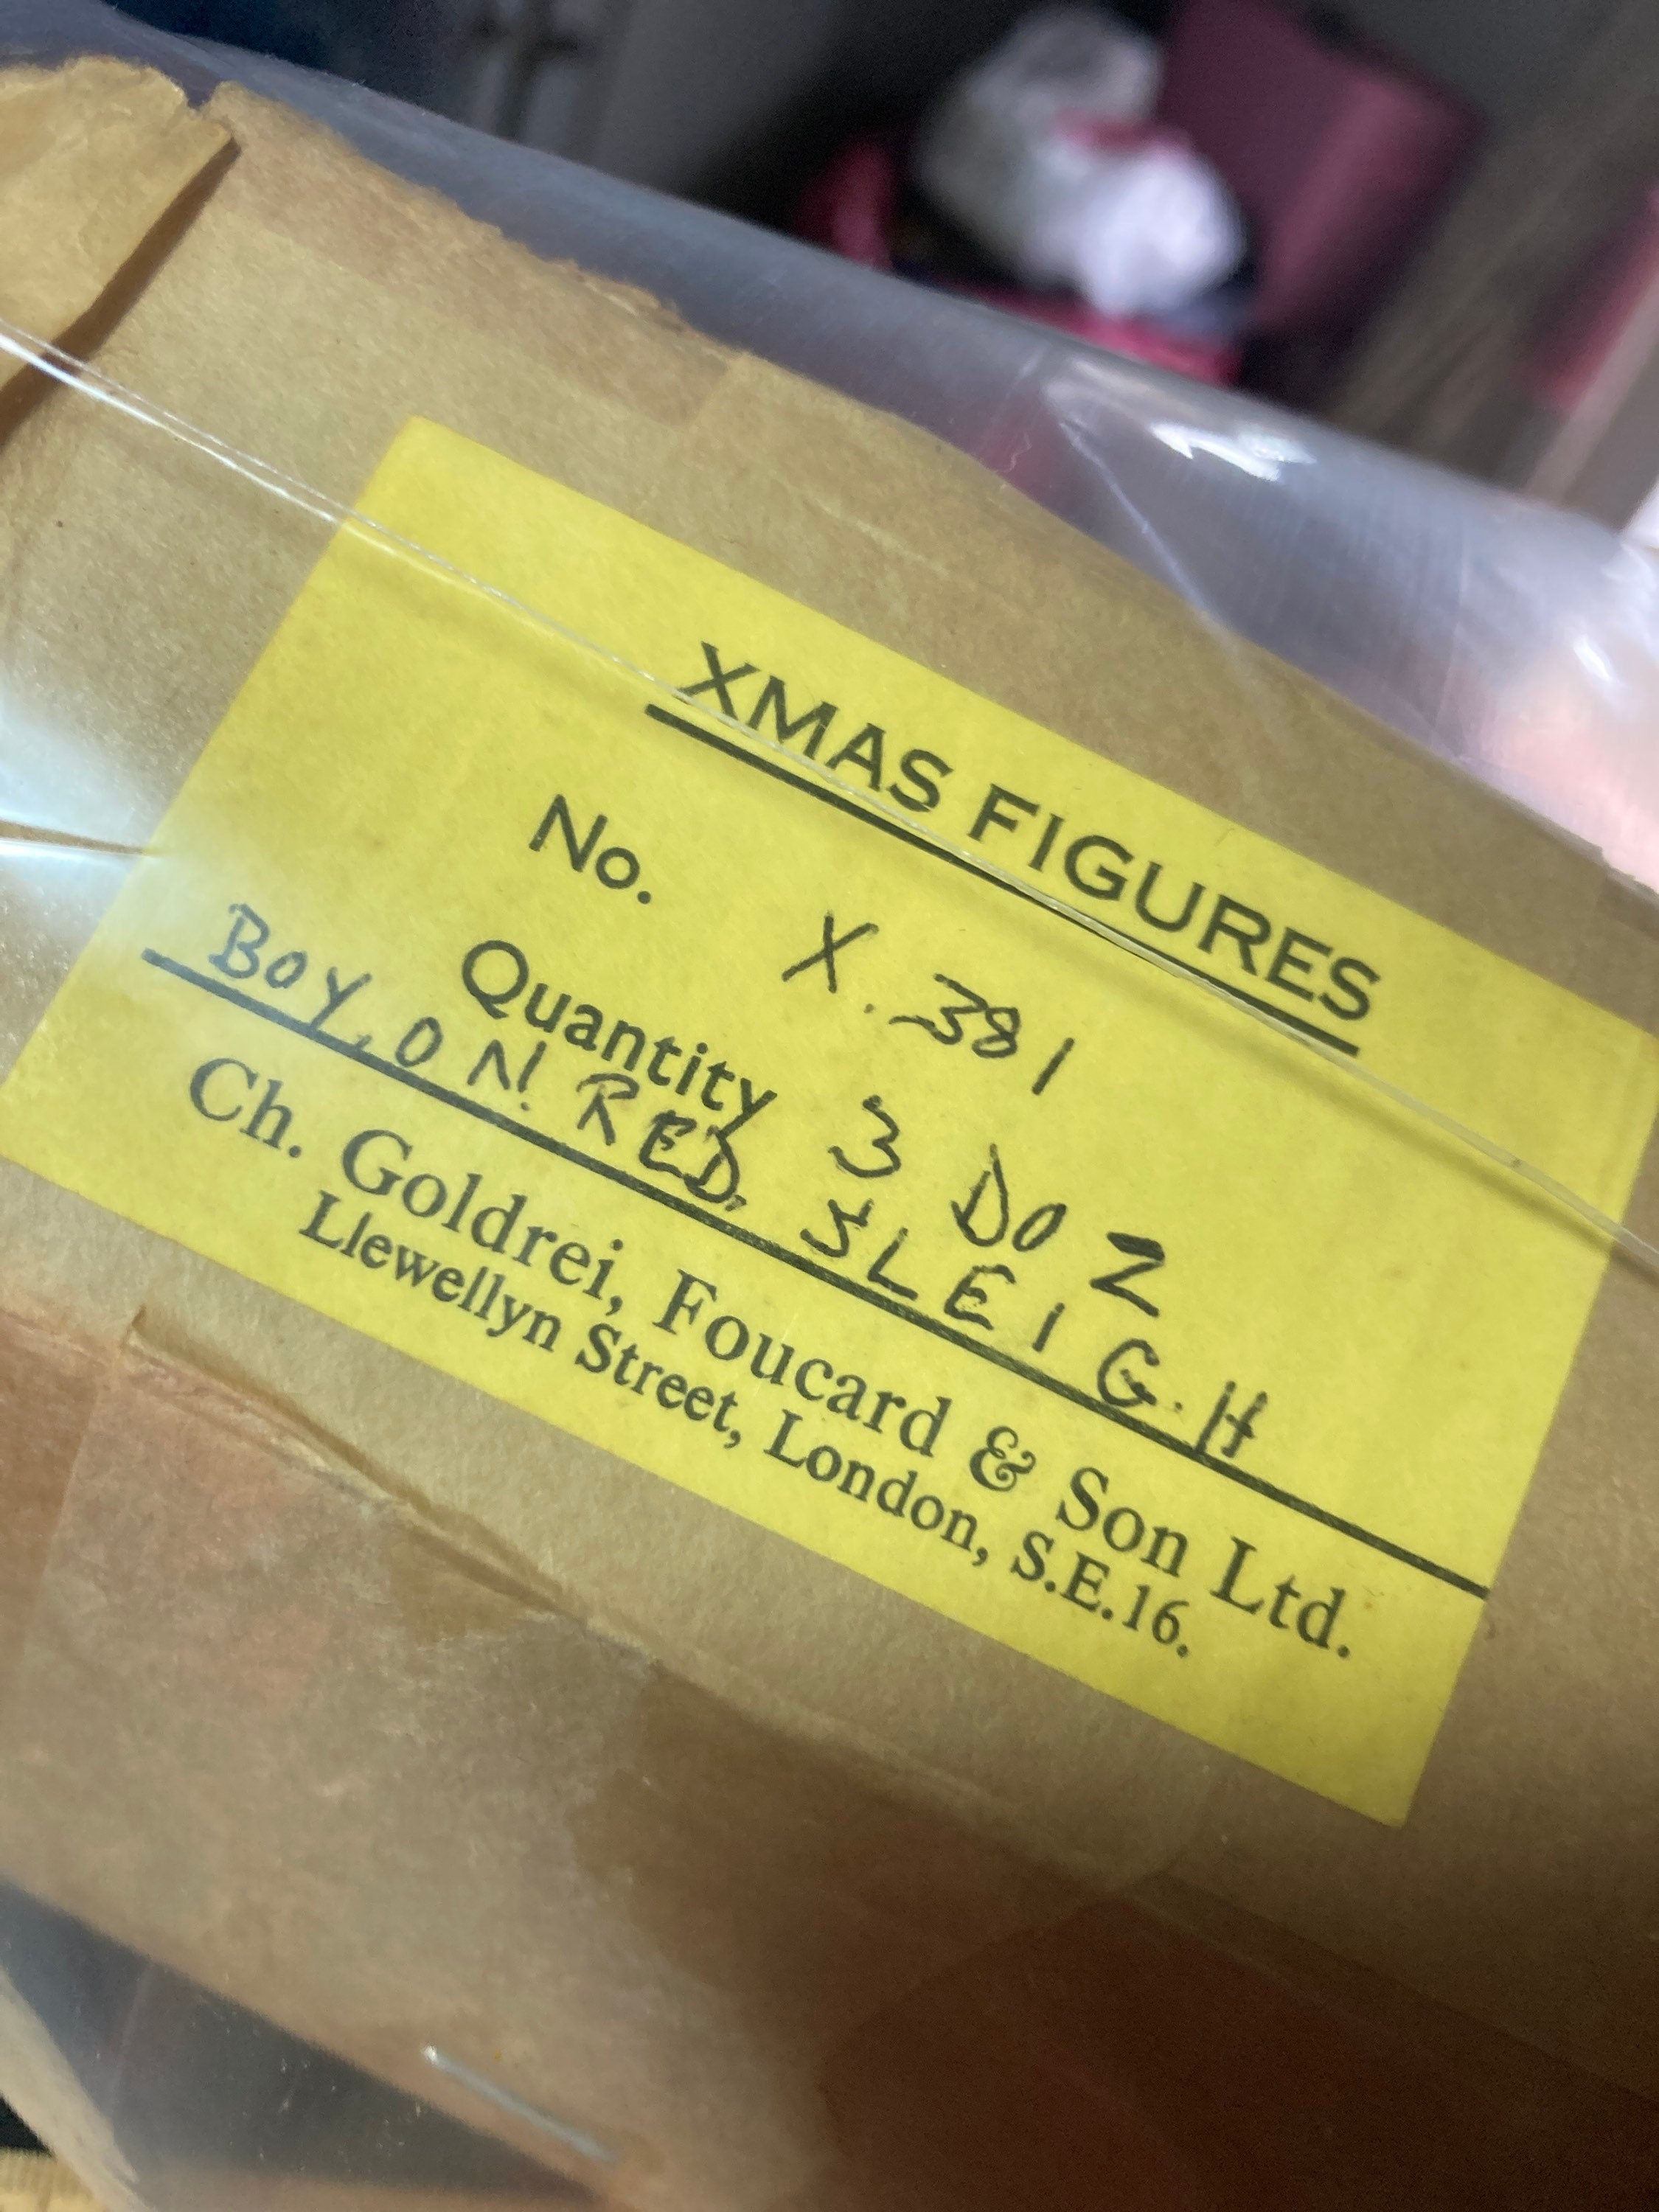 XMAS FIGURES
No. X.381
Quantity 3 DOZ
BOY, ON RED, SLEIGH
Ch. Goldrei, Foucard & Son Ltd.
Llewellyn Street, London, S.E.16.